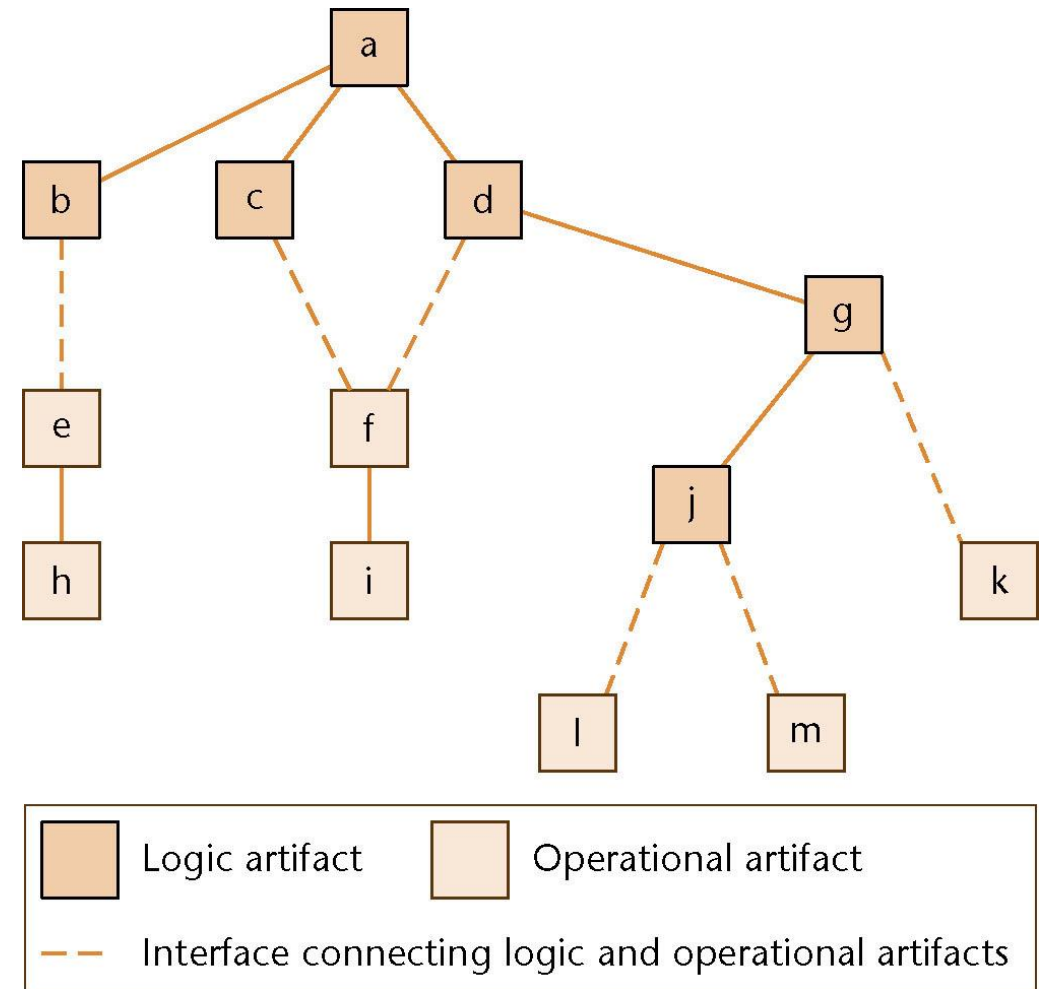 a
b
c
d
g
e
f
j
h
i
k
l
m
Logic artifact
Operational artifact
Interface connecting logic and operational artifacts